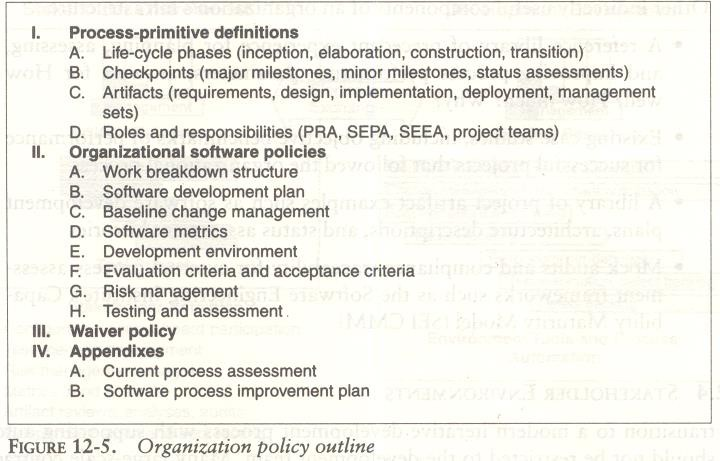 I. Process-primitive definitions
A. Life-cycle phases (inception, elaboration, construction, transition)
B. Checkpoints (major milestones, minor milestones, status assessments)
C. Artifacts (requirements, design, implementation, deployment, management
sets)
D. Roles and responsibilities (PRA, SEPA, SEEA, project teams)
II. Organizational software policies
A. Work breakdown structure
B. Software development plan
C. Baseline change management
D. Software metrics
E. Development environment
F. Evaluation criteria and acceptance criteria
G. Risk management
H. Testing and assessment
III. Waiver policy
IV. Appendixes
A. Current process assessment
B. Software process improvement plan
FIGURE 12-5. Organization policy outline